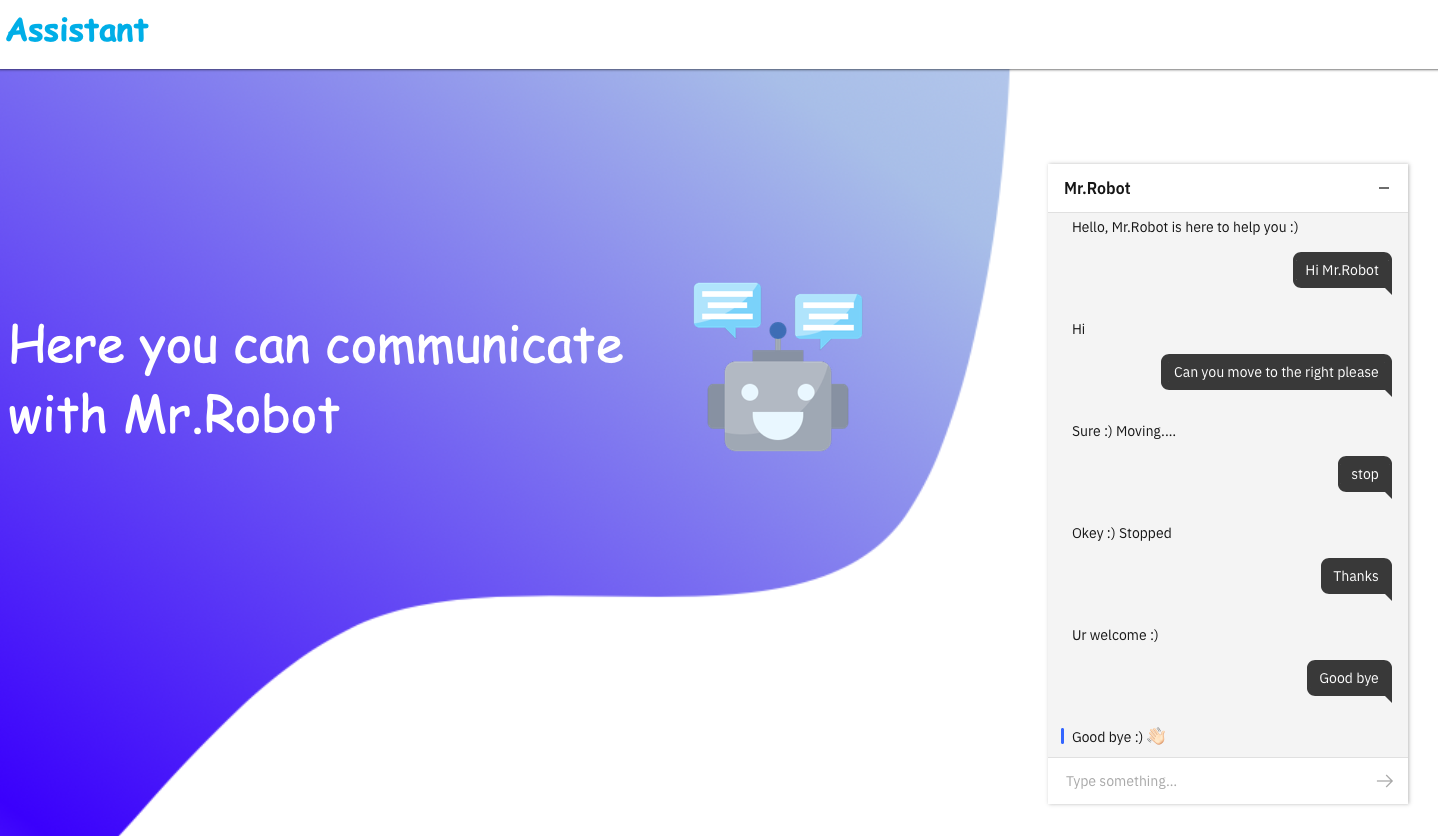 Assistant
Here you can communicate
with Mr.Robot
Mr.Robot
Hello, Mr.Robot is here to help you :)
Hi Mr.Robot
Hi
Can you move to the right please
Sure :) Moving....
stop
Okey :) Stopped
Thanks
Ur welcome :)
Good bye
Good bye :) 👋🏻
Type something...